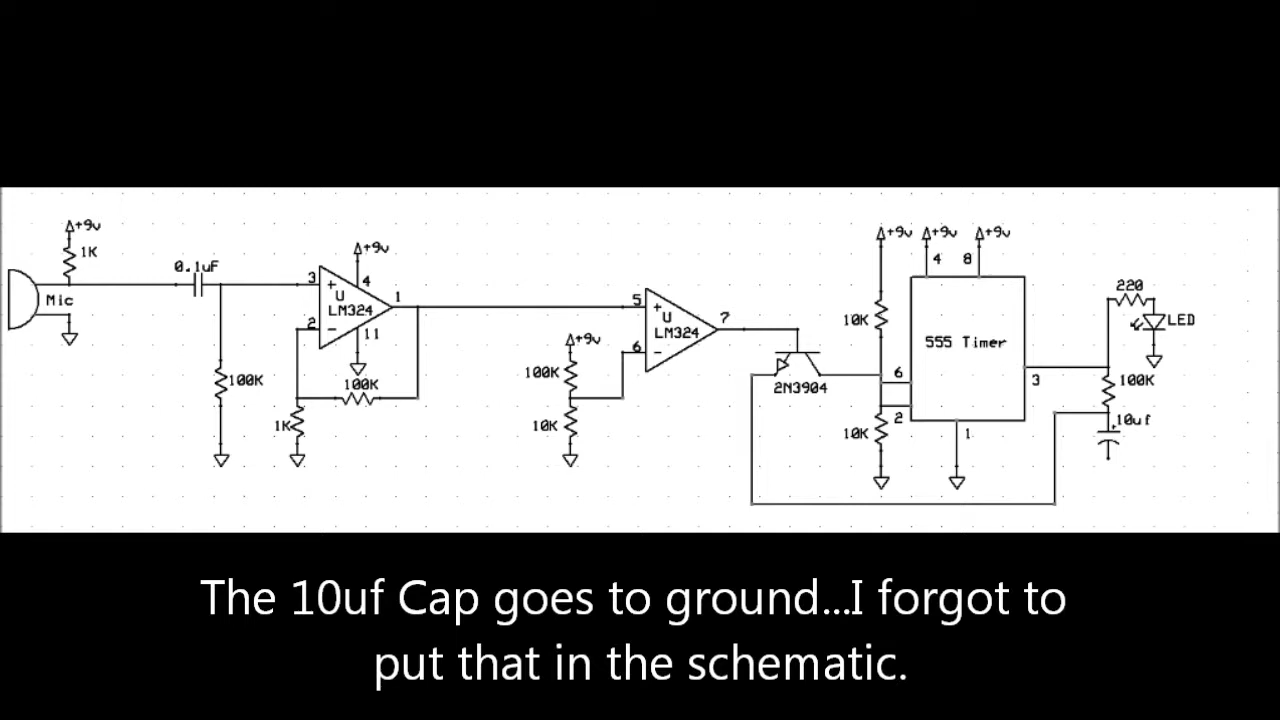 +9v
1K
Mic
0.1uF
100K
+9v
3
+
4
U
LM324
1
2
-
11
100K
1K
5
+
U
LM324
7
6
-
+9v
100K
10K
2N3904
+9v
+9v
+9v
4
8
10K
555 Timer
6
2
3
10K
1
220
LED
100K
+
10uf
The 10uf Cap goes to ground...I forgot to
put that in the schematic.